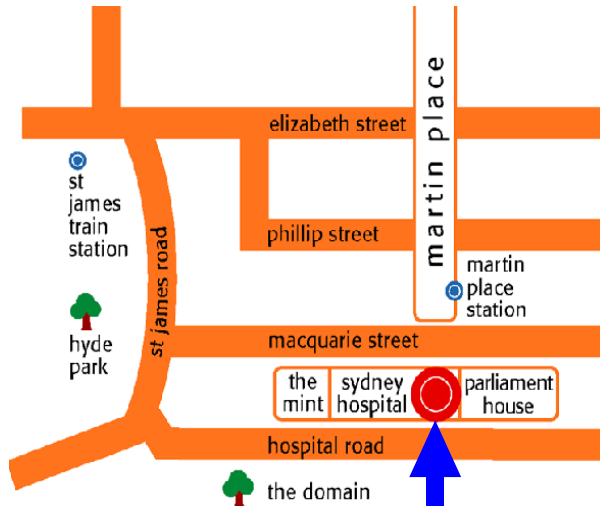 elizabeth street
martin place
st
james
train
station
phillip street
st james road
martin
place
station
hyde
park
macquarie street
the
mint
sydney
hospital
parliament
house
hospital road
the domain